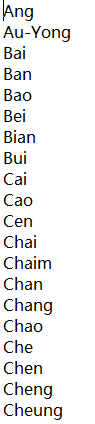 Ang
Au-Yong
Bai
Ban
Bao
Bei
Bian
Bui
Cai
Cao
Cen
Chai
Chaim
Chan
Chang
Chao
Che
Chen
Cheng
Cheung